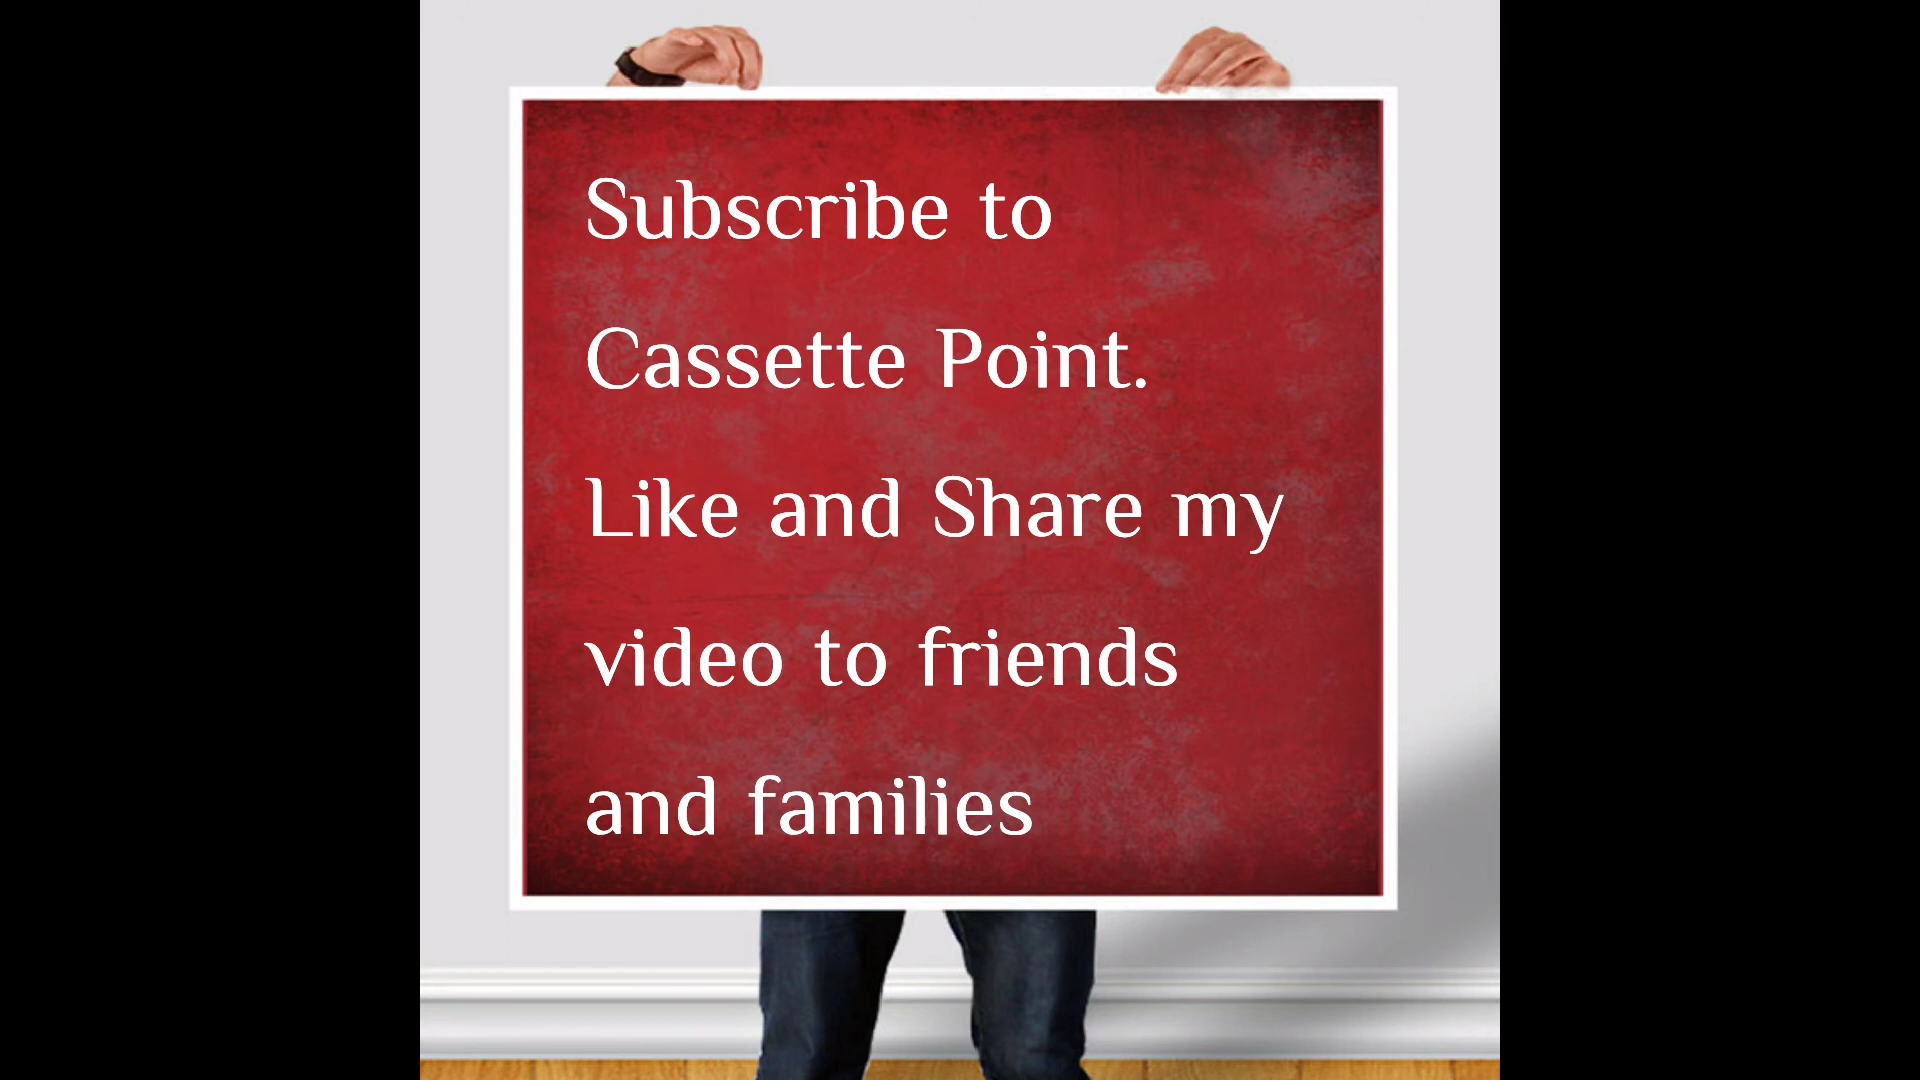 Subscribe to
Cassette Point.
Like and Share my
video to friends
and families